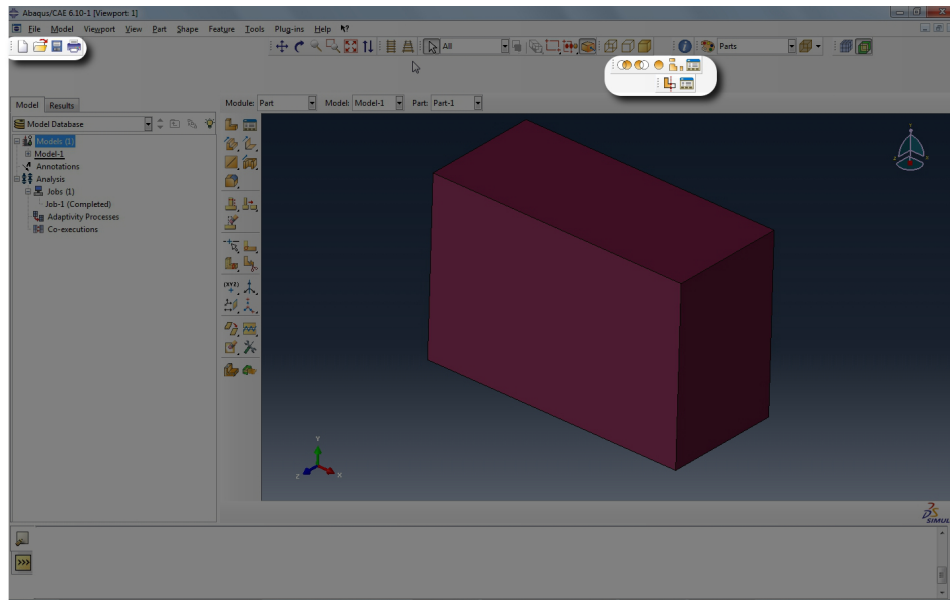 Abaqus/CAE 6.10-1 [Viewport: 1]
File Model Viewport View Part Shape Feature Tools Plug-ins Help
All Parts
Model Results
Module: Part Model: Model-1 Part: Part-1
Model Database
Models (1)
Model-1
Annotations
Analysis
Jobs (1)
Job-1 (Completed)
Adaptivity Processes
Co-executions
(XYZ)
Y
Z
X
Y
Z
X
SIMUL
>>>